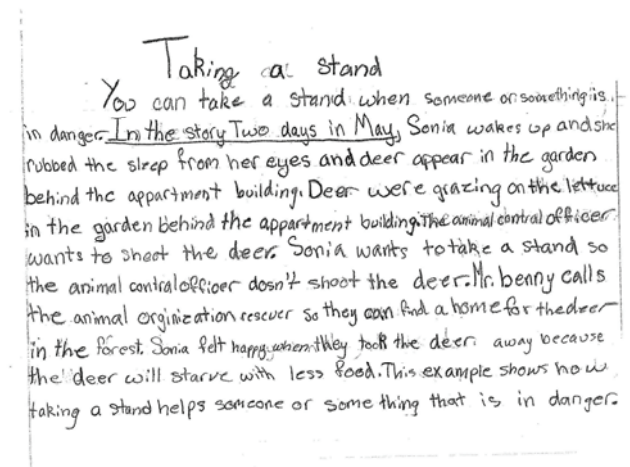 Taking a stand
You can take a stand when someone or something is
in danger. In the story Two days in May, Sonia wakes up and she
rubbed the sleep from her eyes and deer appear in the garden
behind the appartment building. Deer were grazing on the lettuce
in the garden behind the appartment building. The animal control officer
wants to shoot the deer. Sonia wants to take a stand so
the animal control officer dosn't shoot the deer. Mr. benny calls
the animal orginization rescuer so they can find a home for the deer
in the forest. Sonia felt happy when they took the deer away because
the deer will starve with less food. This example shows how
taking a stand helps someone or some thing that is in danger.